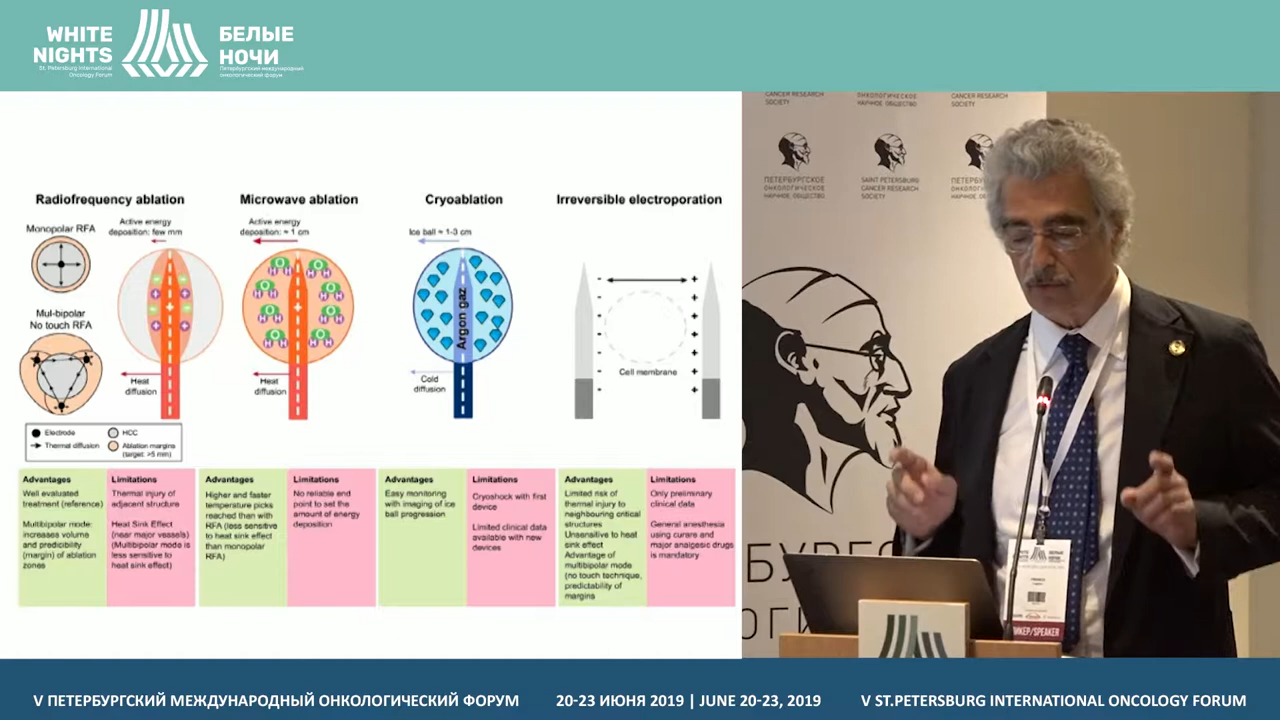 WHITE
NIGHTS
St. Petersburg International
Oncology Forum
БЕЛЫЕ
НОЧИ
Петербургский международный
онкологический форум
Radiofrequency ablation
Monopolar RFA
Active energy
deposition: few mm
Mul-bipolar
No touch RFA
Heat
diffusion
Electrode
HCC
Thermal diffusion
Ablation margins
(target: >5 mm)
Microwave ablation
Active energy
deposition: ≈ 1 cm
Heat
diffusion
Cryoablation
Ice ball ≈ 1-3 cm
Argon gaz
Cold
diffusion
Irreversible electroporation
Cell membrane
Advantages
Well evaluated
treatment (reference)
Multibipolar mode:
increases volume
and predicibility
(margin) of ablation
zones
Limitations
Thermal injury of
adjacent structure
Heat Sink Effect
(near major vessels)
(Multibipolar mode is
less sensitive to
heat sink effect)
Advantages
Higher and faster
temperature picks
reached than with
RFA (less sensitive
to heat sink effect
than monopolar
RFA)
Limitations
No reliable end
point to set the
amount of energy
deposition
Advantages
Easy monitoring
with imaging of ice
ball progression
Limitations
Cryoshock with first
device
Limited clinical data
available with new
devices
Advantages
Limited risk of
thermal injury to
neighbouring critical
structures
Unsensitive to heat
sink effect
Advantage of
multibipolar mode
(no touch technique,
predictability of
margins
Limitations
Only preliminary
clinical data
General anesthesia
using curare and
major analgesic drugs
is mandatory
CANCER RESEARCH
SOCIETY
ОНКОЛОГИЧЕСКОЕ
НАУЧНОЕ ОБЩЕСТВО
CANCER RESEARCH
SOCIETY
ПЕТЕРБУРГСКОЕ
ОНКОЛОГИЧЕСКОЕ
НАУЧНОЕ ОБЩЕСТВО
SAINT PETERSBURG
CANCER RESEARCH
SOCIETY
WHITE
NIGHTS
БЕЛЫЕ
НОЧИ
ИКЕР/SPEAKER
V ПЕТЕРБУРГСКИЙ МЕЖДУНАРОДНЫЙ ОНКОЛОГИЧЕСКИЙ ФОРУМ
20-23 ИЮНЯ 2019 | JUNE 20-23, 2019
V ST.PETERSBURG INTERNATIONAL ONCOLOGY FORUM